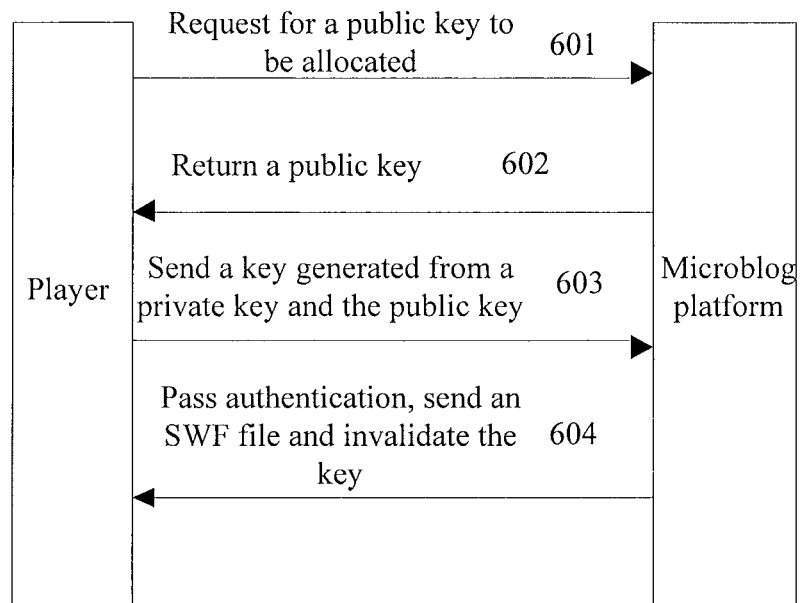 Request for a public key to
be allocated
601
Return a public key
602
Player
Send a key generated from a
private key and the public key
603
Microblog
platform
Pass authentication, send an
SWF file and invalidate the
key
604